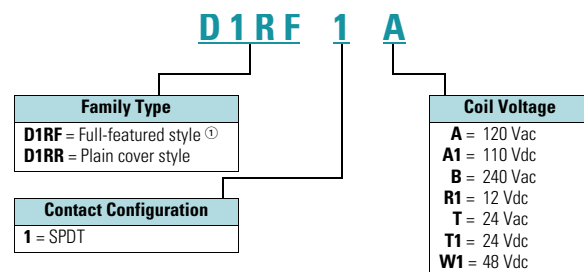 D1RF 1 A
Family Type
D1RF = Full-featured style ①
D1RR = Plain cover style
Contact Configuration
1 = SPDT
Coil Voltage
A = 120 Vac
A1 = 110 Vdc
B = 240 Vac
R1 = 12 Vdc
T = 24 Vac
T1 = 24 Vdc
W1 = 48 Vdc